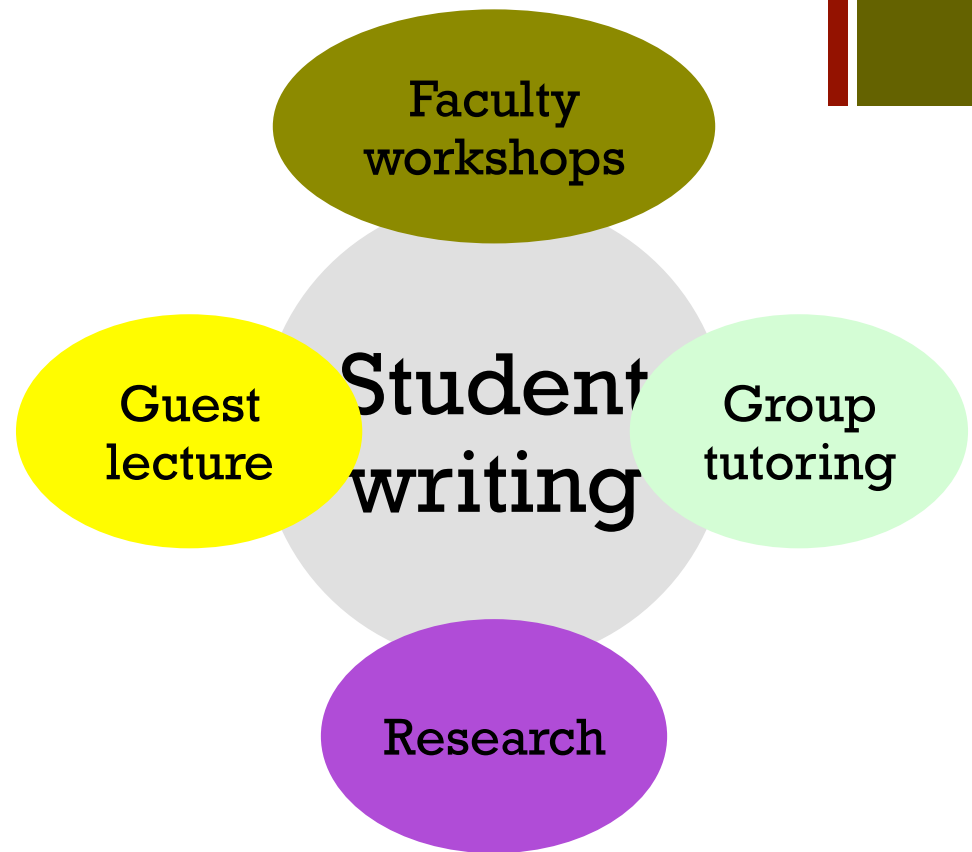 Faculty
workshops
Guest
lecture
Student
writing
Group
tutoring
Research